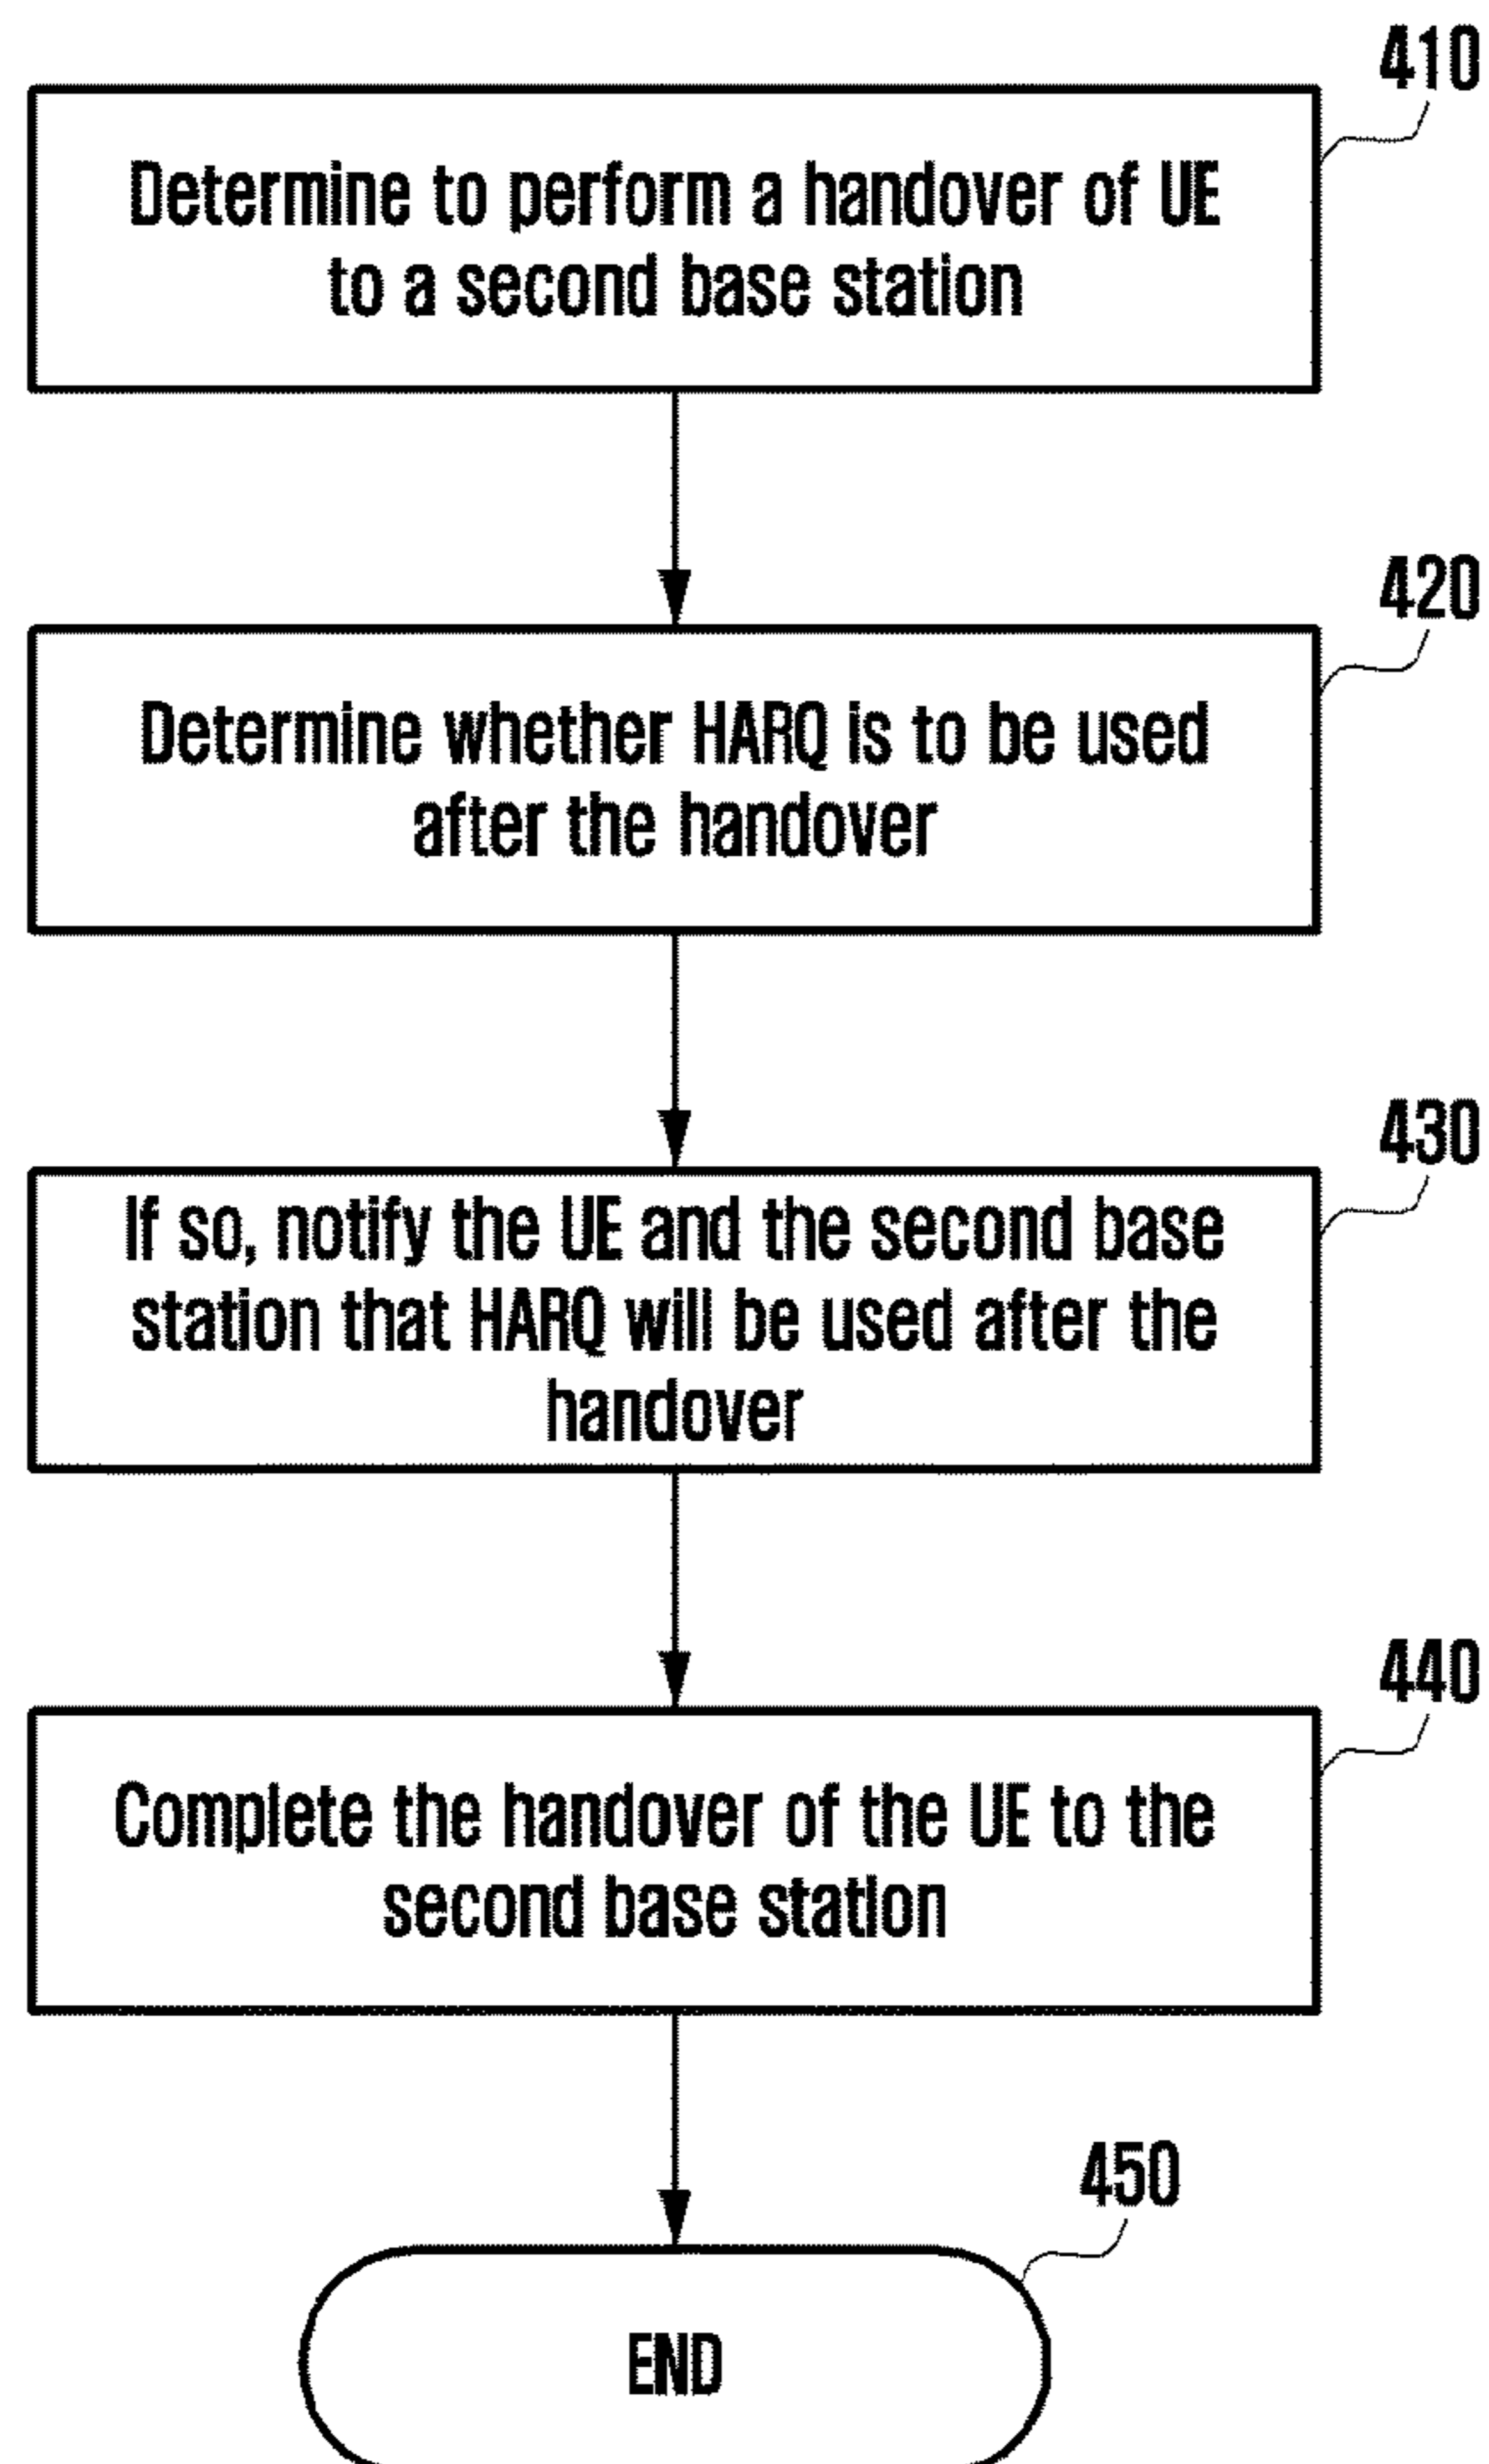 410
Determine to perform a handover of UE
to a second base station
420
Determine whether HARQ is to be used
after the handover
430
If so, notify the UE and the second base
station that HARQ will be used after the
handover
440
Complete the handover of the UE to the
second base station
450
END